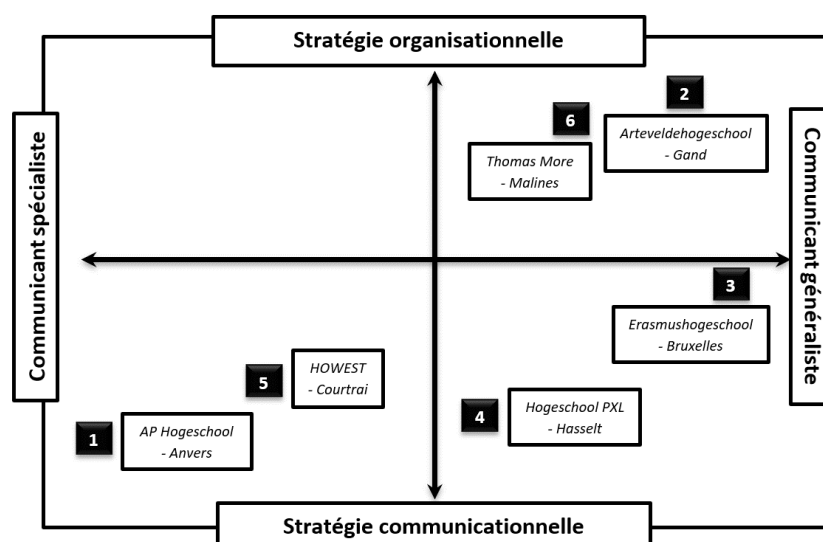 Stratégie organisationnelle
2
6
Arteveldehogeschool
- Gand
Thomas More
- Malines
Communicant spécialiste
Communicant généraliste
3
Erasmushogeschool
- Bruxelles
5
HOWEST
- Courtrai
4
Hogeschool PXL
- Hasselt
1
AP Hogeschool
- Anvers
Stratégie communicationnelle